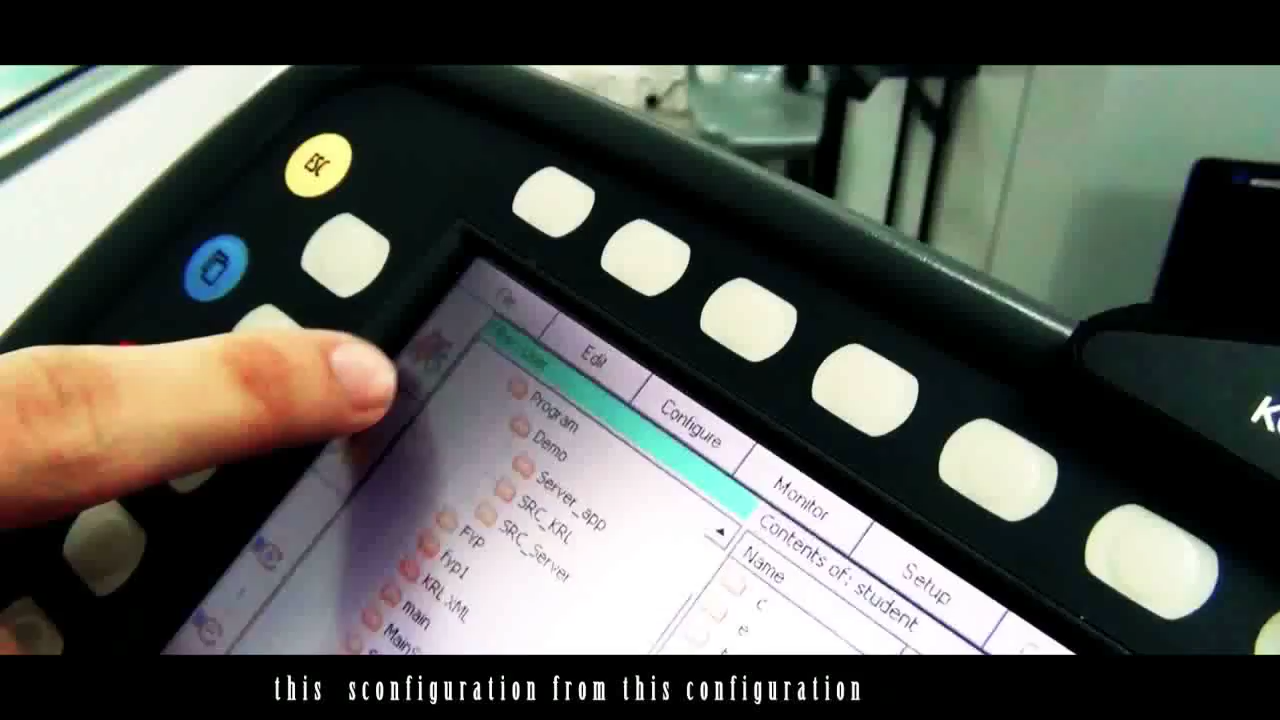 ESC
File
Edit
Configure
Monitor
Setup
Program
Demo
Server_app
SRC_KRL
SRC_Server
FYP
fyp1
KRL XML
main
Contents of: student
Name
c
e
this sconfiguration from this configuration